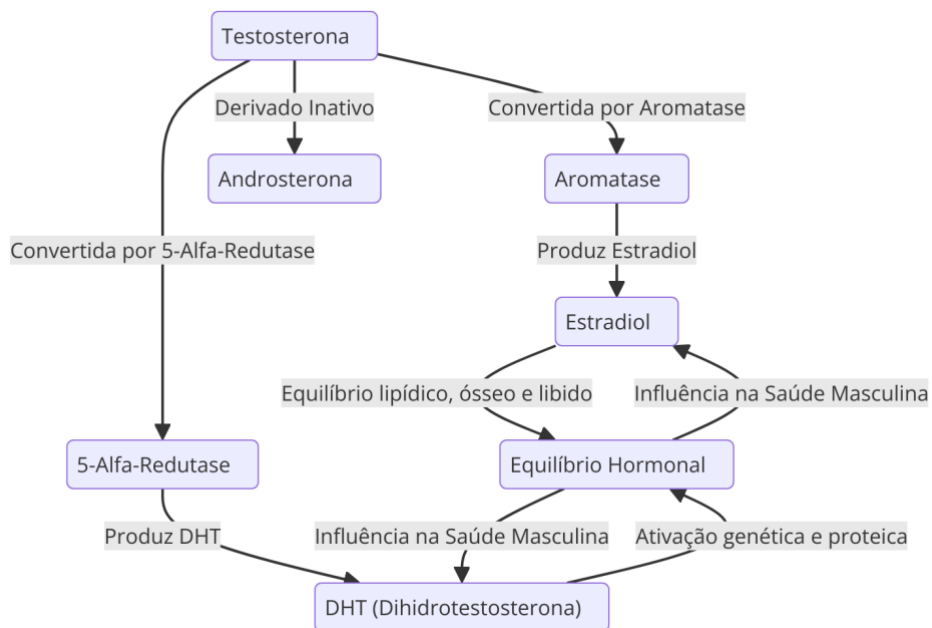 Testosterona
Derivado Inativo
Convertida por Aromatase
Androsterona
Aromatase
Convertida por 5-Alfa-Redutase
Produz Estradiol
Estradiol
Equilíbrio lipídico, ósseo e libido
Influência na Saúde Masculina
5-Alfa-Redutase
Equilíbrio Hormonal
Produz DHT
Influência na Saúde Masculina
Ativação genética e proteica
DHT (Dihidrotestosterona)